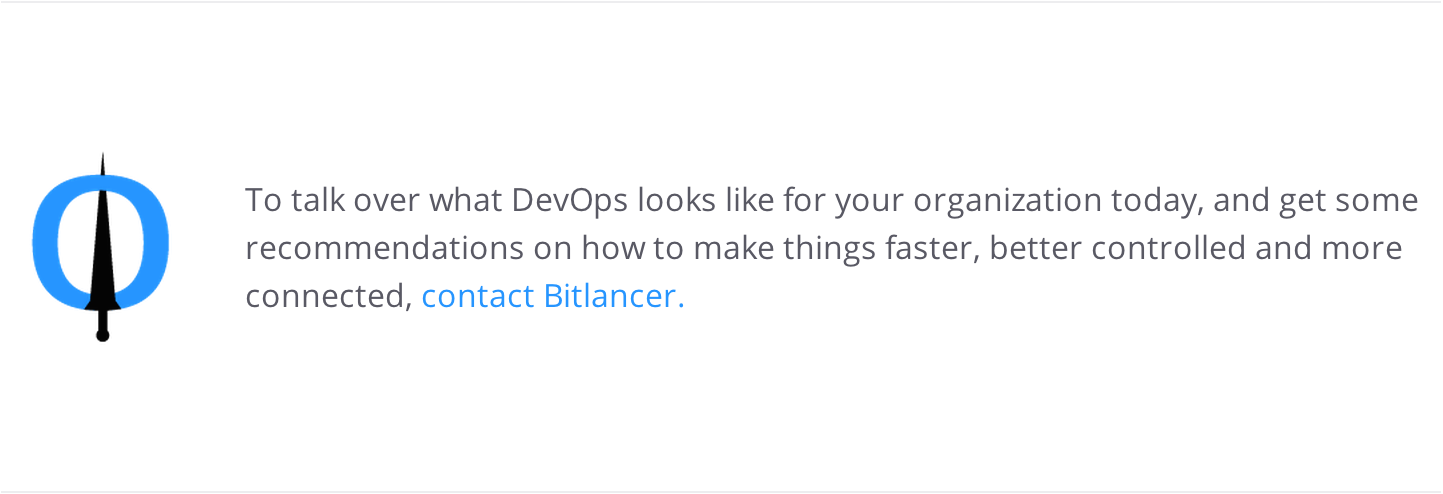 To talk over what DevOps looks like for your organization today, and get some
recommendations on how to make things faster, better controlled and more
connected, contact Bitlancer.